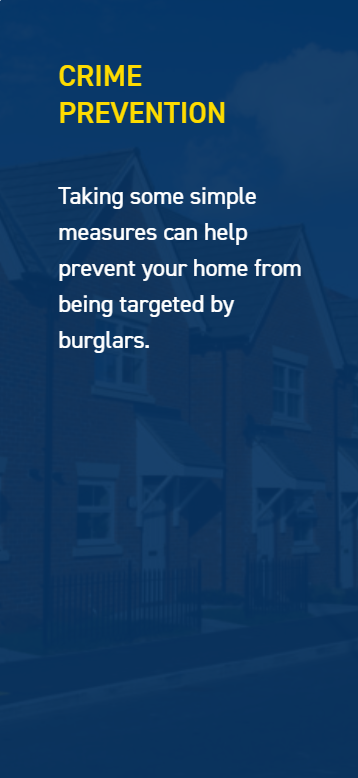 CRIME
PREVENTION
Taking some simple
measures can help
prevent your home from
being targeted by
burglars.